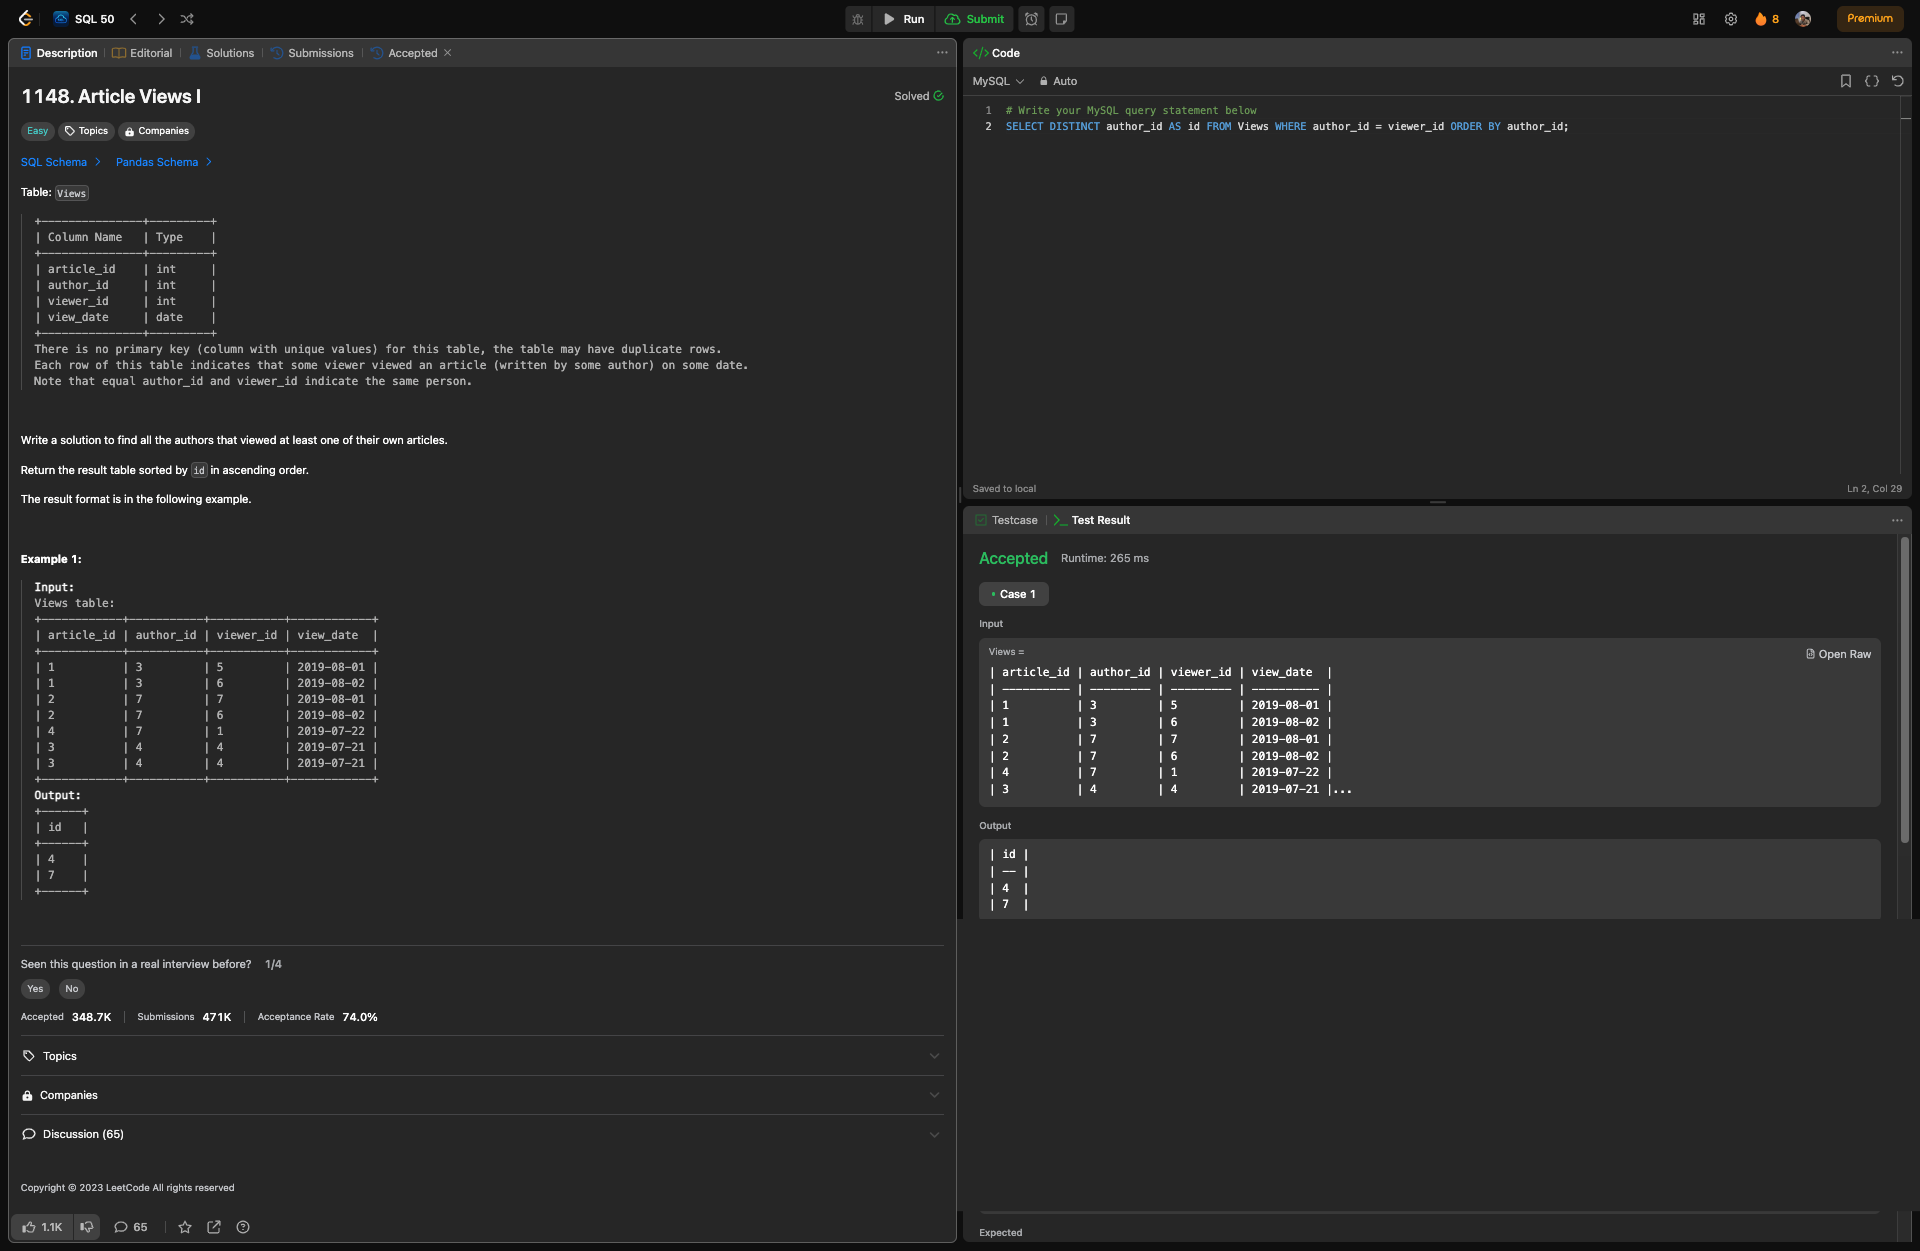 SQL 50
Run
Submit
8
Premium
Description
Editorial
Solutions
Submissions
Accepted
1148. Article Views I
Solved
Easy
Topics
Companies
SQL Schema
Pandas Schema
Table: Views
+---------------+---------+
| Column Name   | Type    |
+---------------+---------+
| article_id    | int     |
| author_id     | int     |
| viewer_id     | int     |
| view_date     | date    |
+---------------+---------+
There is no primary key (column with unique values) for this table, the table may have duplicate rows.
Each row of this table indicates that some viewer viewed an article (written by some author) on some date.
Note that equal author_id and viewer_id indicate the same person.
Write a solution to find all the authors that viewed at least one of their own articles.
Return the result table sorted by id in ascending order.
The result format is in the following example.
Example 1:
Input:
Views table:
+------------+-----------+-----------+------------+
| article_id | author_id | viewer_id | view_date  |
+------------+-----------+-----------+------------+
| 1          | 3         | 5         | 2019-08-01 |
| 1          | 3         | 6         | 2019-08-02 |
| 2          | 7         | 7         | 2019-08-01 |
| 2          | 7         | 6         | 2019-08-02 |
| 4          | 7         | 1         | 2019-07-22 |
| 3          | 4         | 4         | 2019-07-21 |
| 3          | 4         | 4         | 2019-07-21 |
+------------+-----------+-----------+------------+
Output:
+------+
| id   |
+------+
| 4    |
| 7    |
+------+
Seen this question in a real interview before? 1/4
Yes No
Accepted 348.7K Submissions 471K Acceptance Rate 74.0%
Topics
Companies
Discussion (65)
Copyright © 2023 LeetCode All rights reserved
1.1K
65
Code
MySQL
Auto
1 # Write your MySQL query statement below
2 SELECT DISTINCT author_id AS id FROM Views WHERE author_id = viewer_id ORDER BY author_id;
Saved to local
Ln 2, Col 29
Testcase
Test Result
Accepted Runtime: 265 ms
Case 1
Input
Views =
Open Raw
| article_id | author_id | viewer_id | view_date  |
| ---------- | --------- | --------- | ---------- |
| 1          | 3         | 5         | 2019-08-01 |
| 1          | 3         | 6         | 2019-08-02 |
| 2          | 7         | 7         | 2019-08-01 |
| 2          | 7         | 6         | 2019-08-02 |
| 4          | 7         | 1         | 2019-07-22 |
| 3          | 4         | 4         | 2019-07-21 |...
Output
| id |
| -- |
| 4  |
| 7  |
Expected